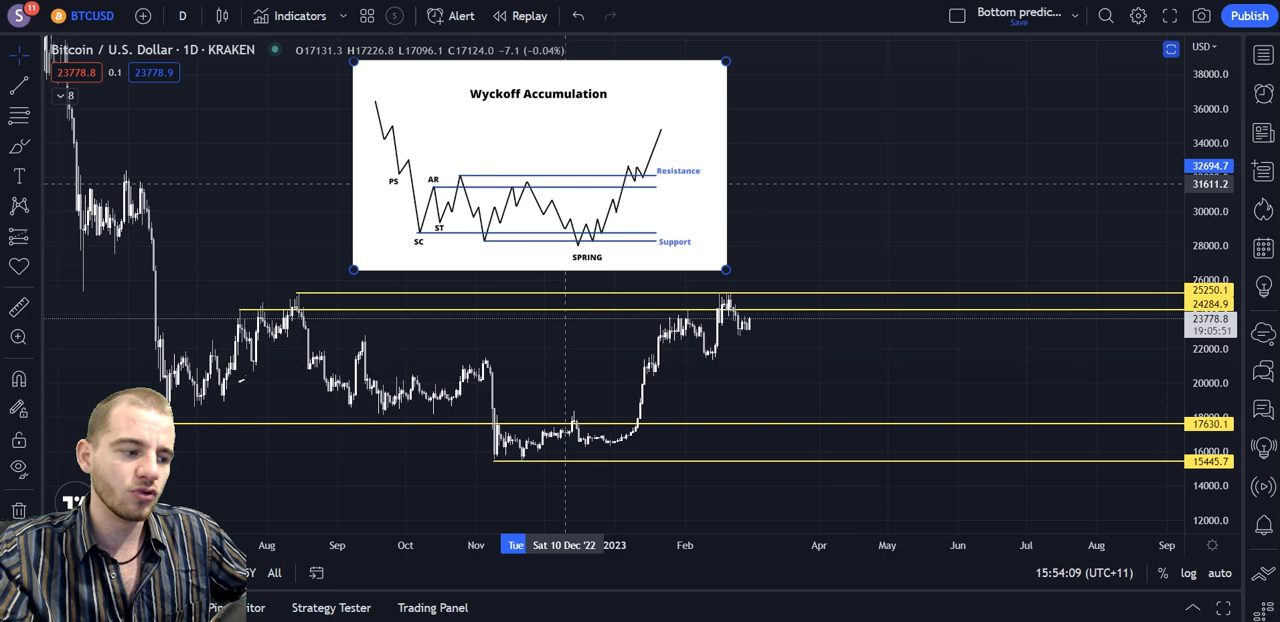 S 11 BTCUSD D Indicators S Alert Replay Bottom predic... Save Publish
Bitcoin / U.S. Dollar · 1D · KRAKEN O17131.3 H17226.8 L17096.1 C17124.0 -7.1 (-0.04%) USD
23778.8 0.1 23778.9
8
Wyckoff Accumulation
PS
AR
ST
SC
SPRING
Resistance
Support
38000.0
36000.0
34000.0
32694.7
31611.2
30000.0
28000.0
26000.0
25250.1
24284.9
23778.8
19:05:51
22000.0
20000.0
18000.0
17630.1
16000.0
15445.7
14000.0
12000.0
Aug Sep Oct Nov Tue Sat 10 Dec '22 2023 Feb Apr May Jun Jul Aug Sep
5Y All 15:54:09 (UTC+11) % log auto
Strategy Tester Trading Panel